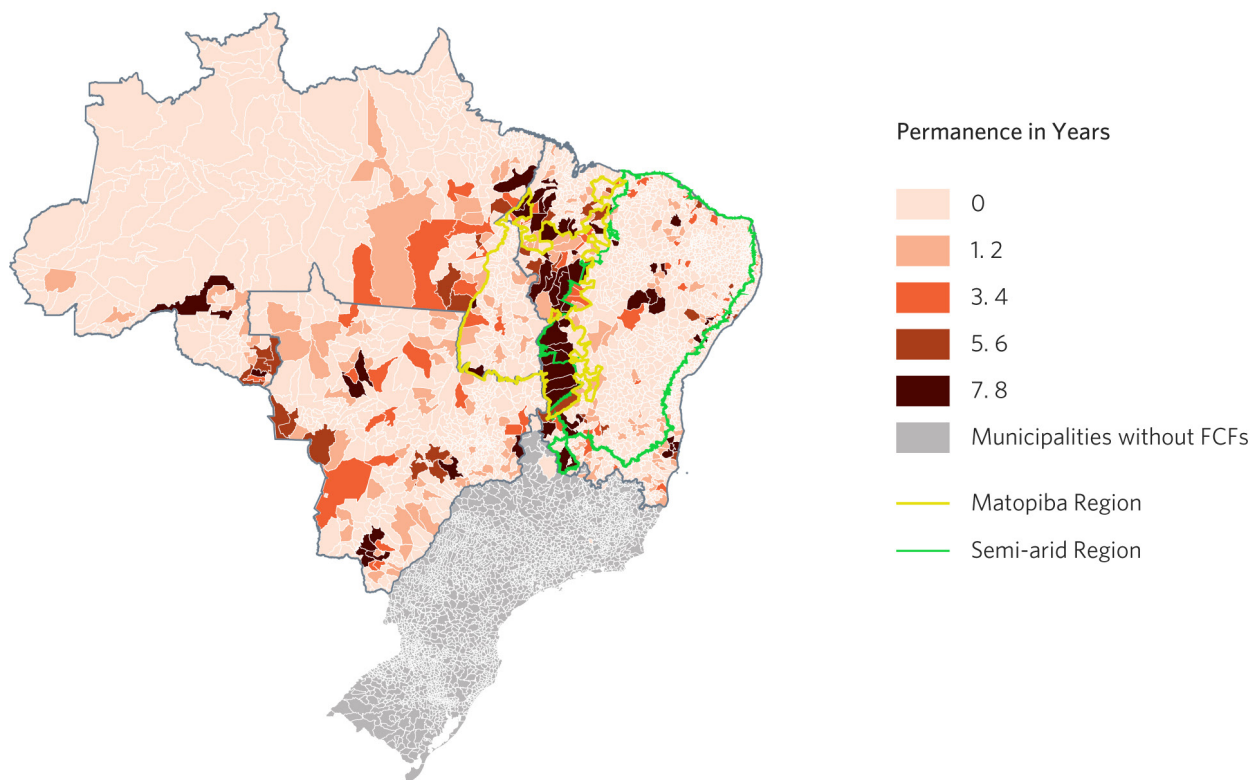 Permanence in Years
0
1. 2
3. 4
5. 6
7. 8
Municipalities without FCFs
Matopiba Region
Semi-arid Region